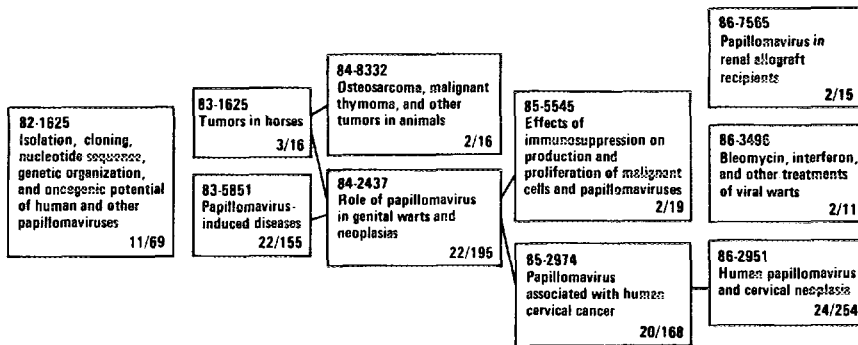 82-1625
Isolation, cloning,
nucleotide sequence,
genetic organization,
and oncogenic potential
of human and other
papillomaviruses
11/69
83-1625
Tumors in horses
3/16
83-5851
Papillomavirus-
induced diseases
22/155
84-8332
Osteosarcoma, malignant
thymoma, and other
tumors in animals
2/16
84-2437
Role of papillomavirus
in genital warts and
neoplasias
22/195
85-5545
Effects of
immunosuppression on
production and
proliferation of malignant
cells and papillomaviruses
2/19
85-2974
Papillomavirus
associated with human
cervical cancer
20/168
86-7565
Papillomavirus in
renal allograft
recipients
2/15
86-3496
Bleomycin, interferon,
and other treatments
of viral warts
2/11
86-2951
Human papillomavirus
and cervical neoplasia
24/254